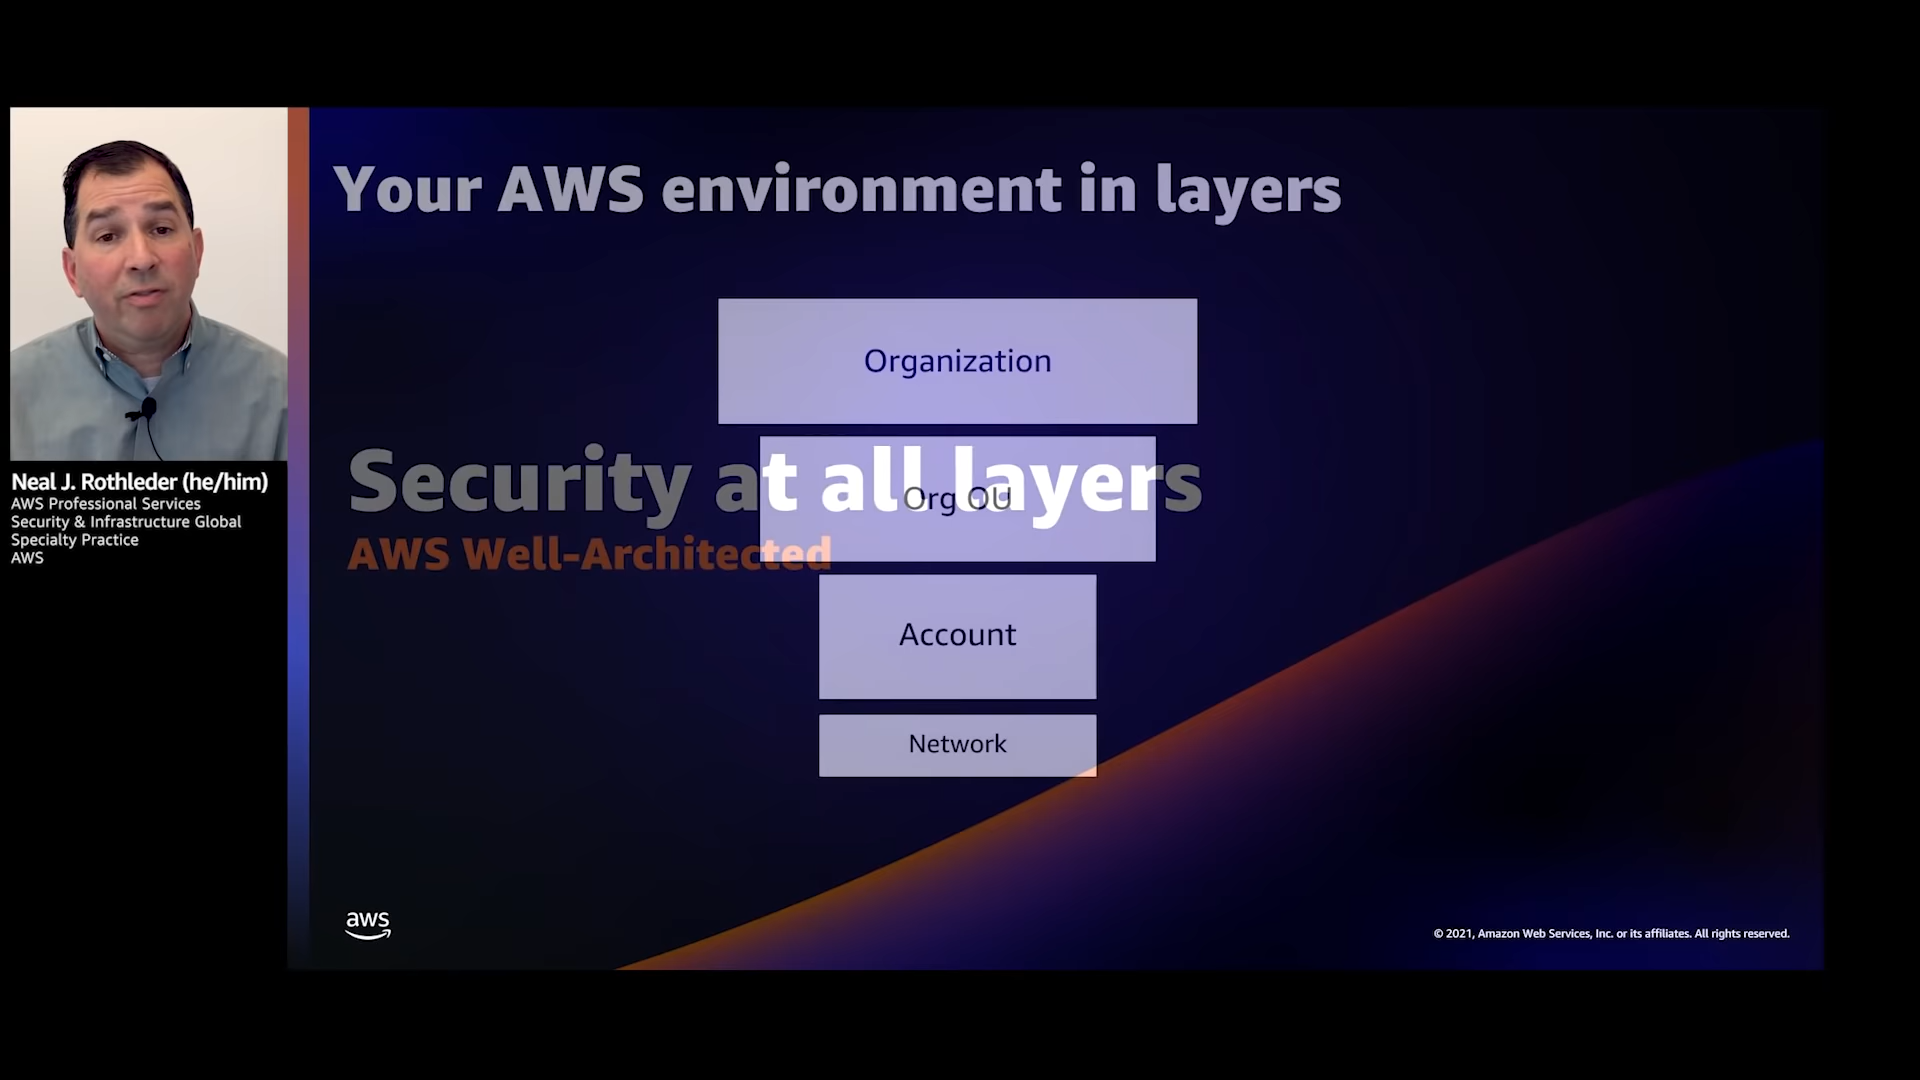 Neal J. Rothleder (he/him)
AWS Professional Services
Security & Infrastructure Global
Specialty Practice
AWS
Your AWS environment in layers
Organization
Security at all layers
Org OU
AWS Well-Architected
Account
Network
aws
© 2021, Amazon Web Services, Inc. or its affiliates. All rights reserved.